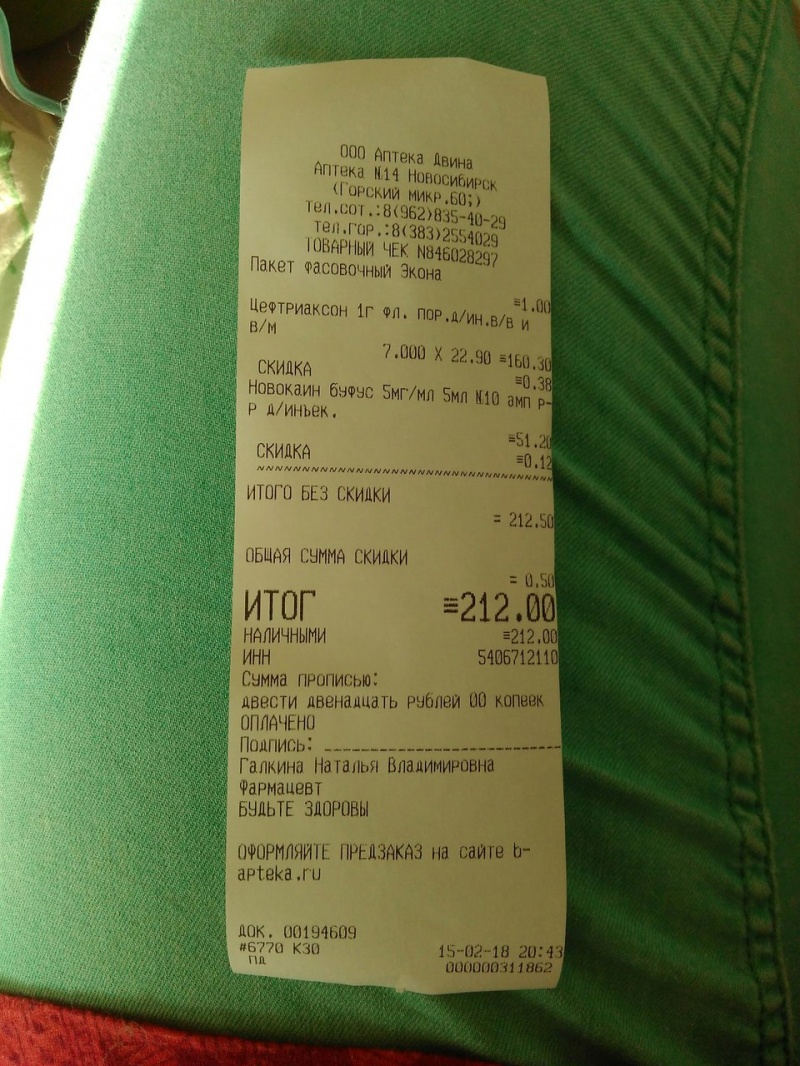 ООО Аптека Двина
Аптека №14 Новосибирск
(Горский микр.60;)
тел.сот.:8(962)835-40-29
тел.гор.:8(383)2554029
ТОВАРНЫЙ ЧЕК N846028297
Пакет фасовочный Экона
≡1.00
Цефтриаксон 1г фл. пор.д/ин.в/в и
в/м
7.000 X 22.90 ≡160.30
СКИДКА ≡0.38
Новокаин буфус 5мг/мл 5мл №10 амп р-
р д/инъек.
≡51.20
СКИДКА ≡0.12
ИТОГО БЕЗ СКИДКИ
= 212.50
ОБЩАЯ СУММА СКИДКИ
= 0.50
ИТОГ ≡212.00
НАЛИЧНЫМИ ≡212.00
ИНН 5406712110
Сумма прописью:
двести двенадцать рублей 00 копеек
ОПЛАЧЕНО
Подпись: ____________________
Галкина Наталья Владимировна
Фармацевт
БУДЬТЕ ЗДОРОВЫ
ОФОРМЛЯЙТЕ ПРЕДЗАКАЗ на сайте b-
apteka.ru
ДОК. 00194609
#6770 К30 15-02-18 20:43
ПД 000000311862